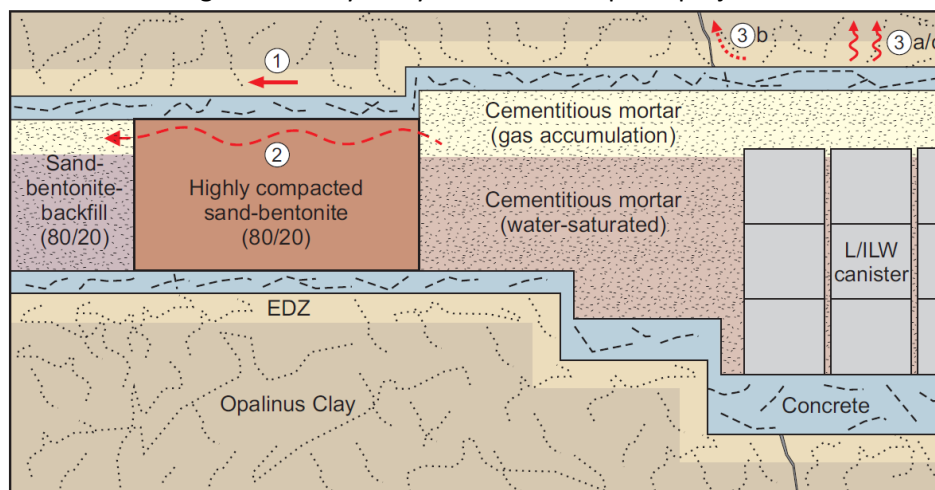 3
b
3
a/c
1
Cementitious mortar
(gas accumulation)
2
Sand-
bentonite-
backfill
(80/20)
Highly compacted
sand-bentonite
(80/20)
Cementitious mortar
(water-saturated)
L/ILW
canister
EDZ
Opalinus Clay
Concrete